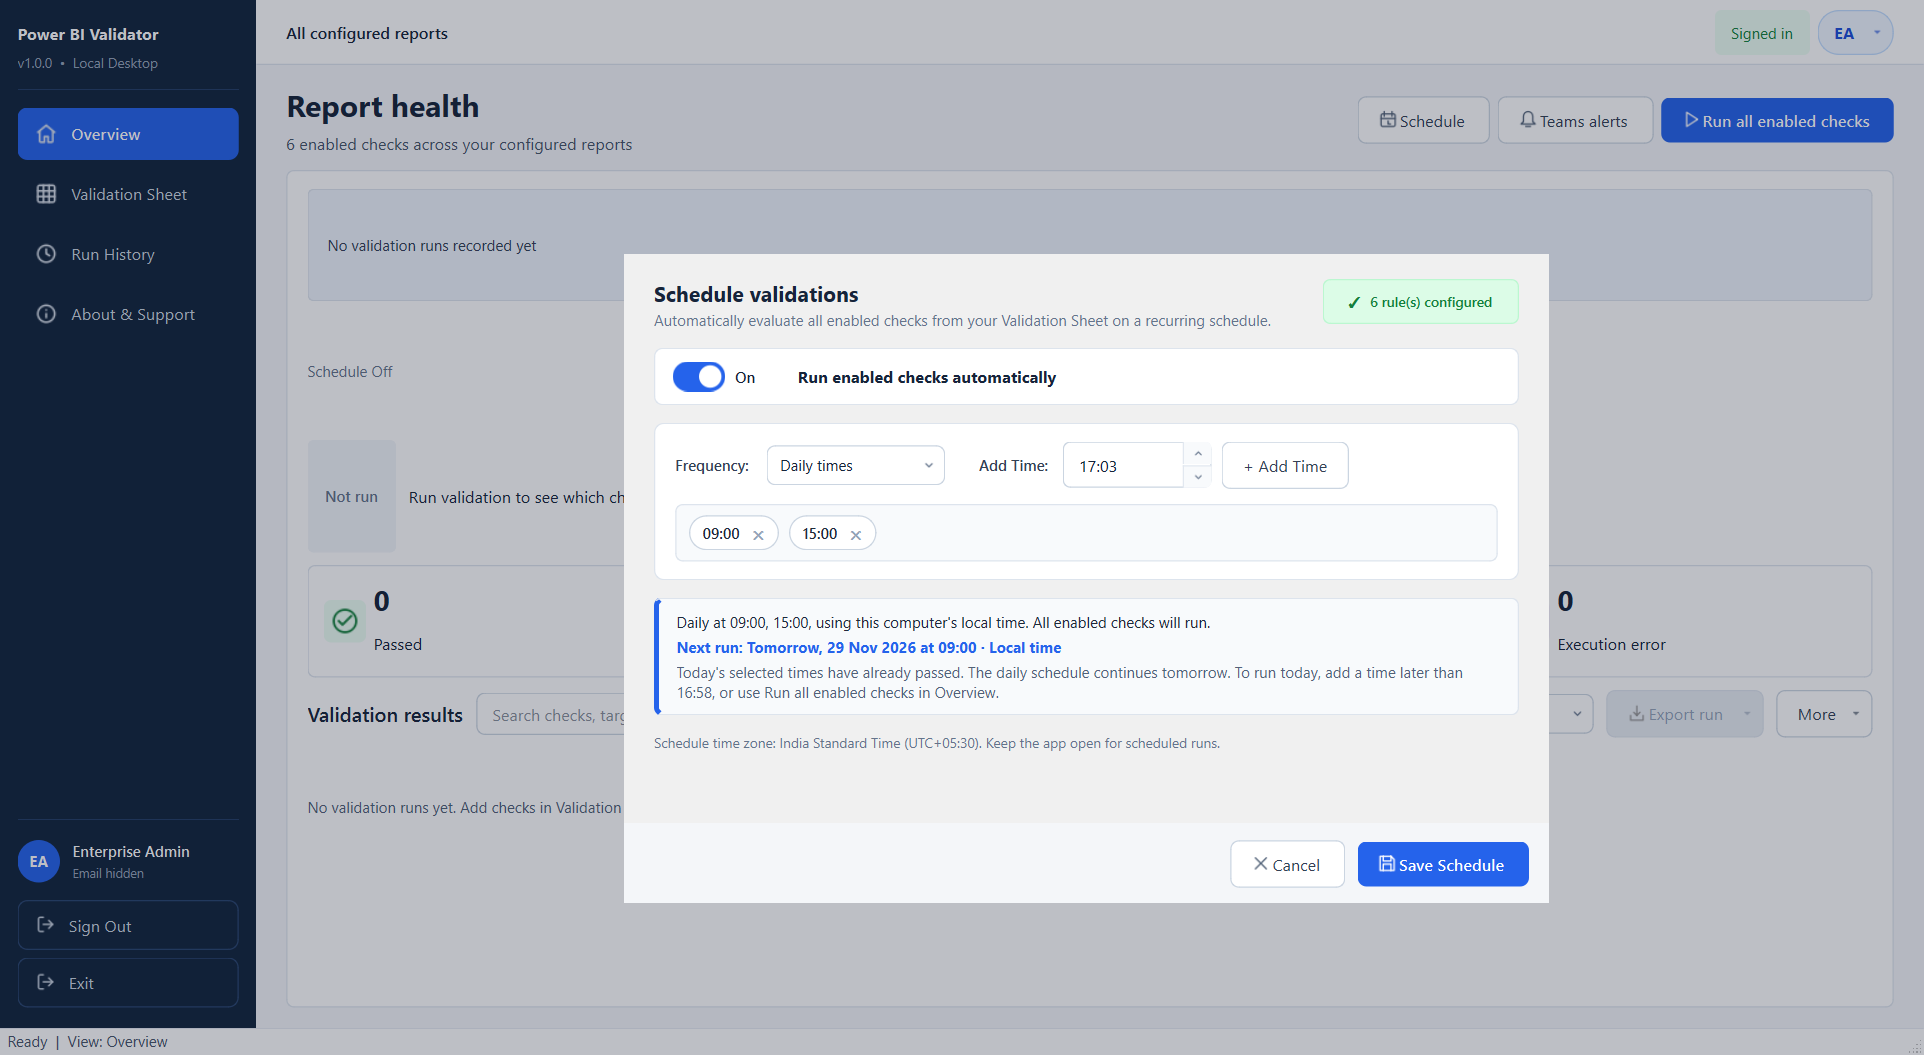 Power BI Validator
v1.0.0 • Local Desktop
Overview
Validation Sheet
Run History
About & Support
EA
Enterprise Admin
Email hidden
Sign Out
Exit
All configured reports
Signed in
EA
Report health
6 enabled checks across your configured reports
Schedule
Teams alerts
Run all enabled checks
No validation runs recorded yet
Schedule Off
Not run
Run validation to see which ch
0
Passed
0
Execution error
Validation results
Search checks, targ
Export run
More
No validation runs yet. Add checks in Validation
Schedule validations
Automatically evaluate all enabled checks from your Validation Sheet on a recurring schedule.
✓ 6 rule(s) configured
On
Run enabled checks automatically
Frequency:
Daily times
Add Time:
17:03
+ Add Time
09:00 ×
15:00 ×
Daily at 09:00, 15:00, using this computer's local time. All enabled checks will run.
Next run: Tomorrow, 29 Nov 2026 at 09:00 · Local time
Today's selected times have already passed. The daily schedule continues tomorrow. To run today, add a time later than
16:58, or use Run all enabled checks in Overview.
Schedule time zone: India Standard Time (UTC+05:30). Keep the app open for scheduled runs.
Cancel
Save Schedule
Ready | View: Overview